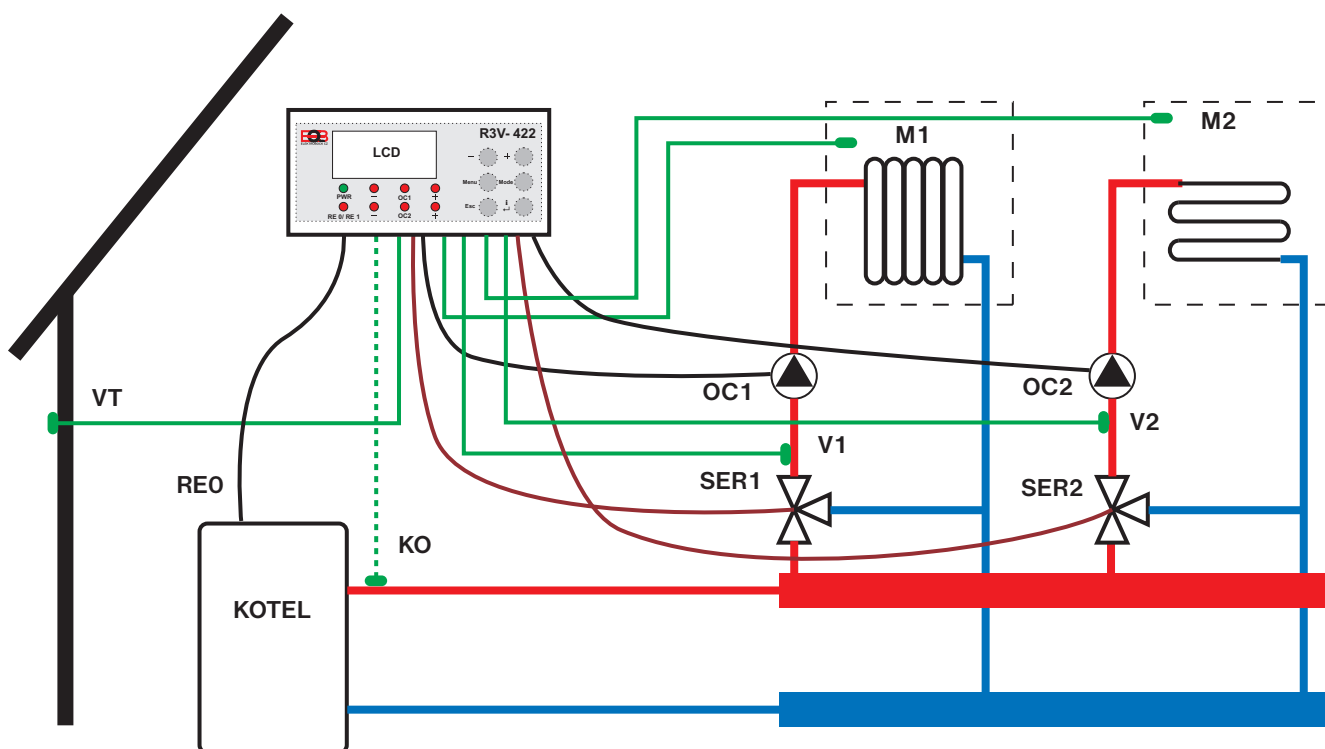 R3V- 422
EOB
LCD
− +
Menu Mode
PWR − OC1 +
Esc i
RE 0/ RE 1 − OC2 +
M1
M2
VT
OC1
OC2
V1
V2
SER1
SER2
RE0
KO
KOTEL